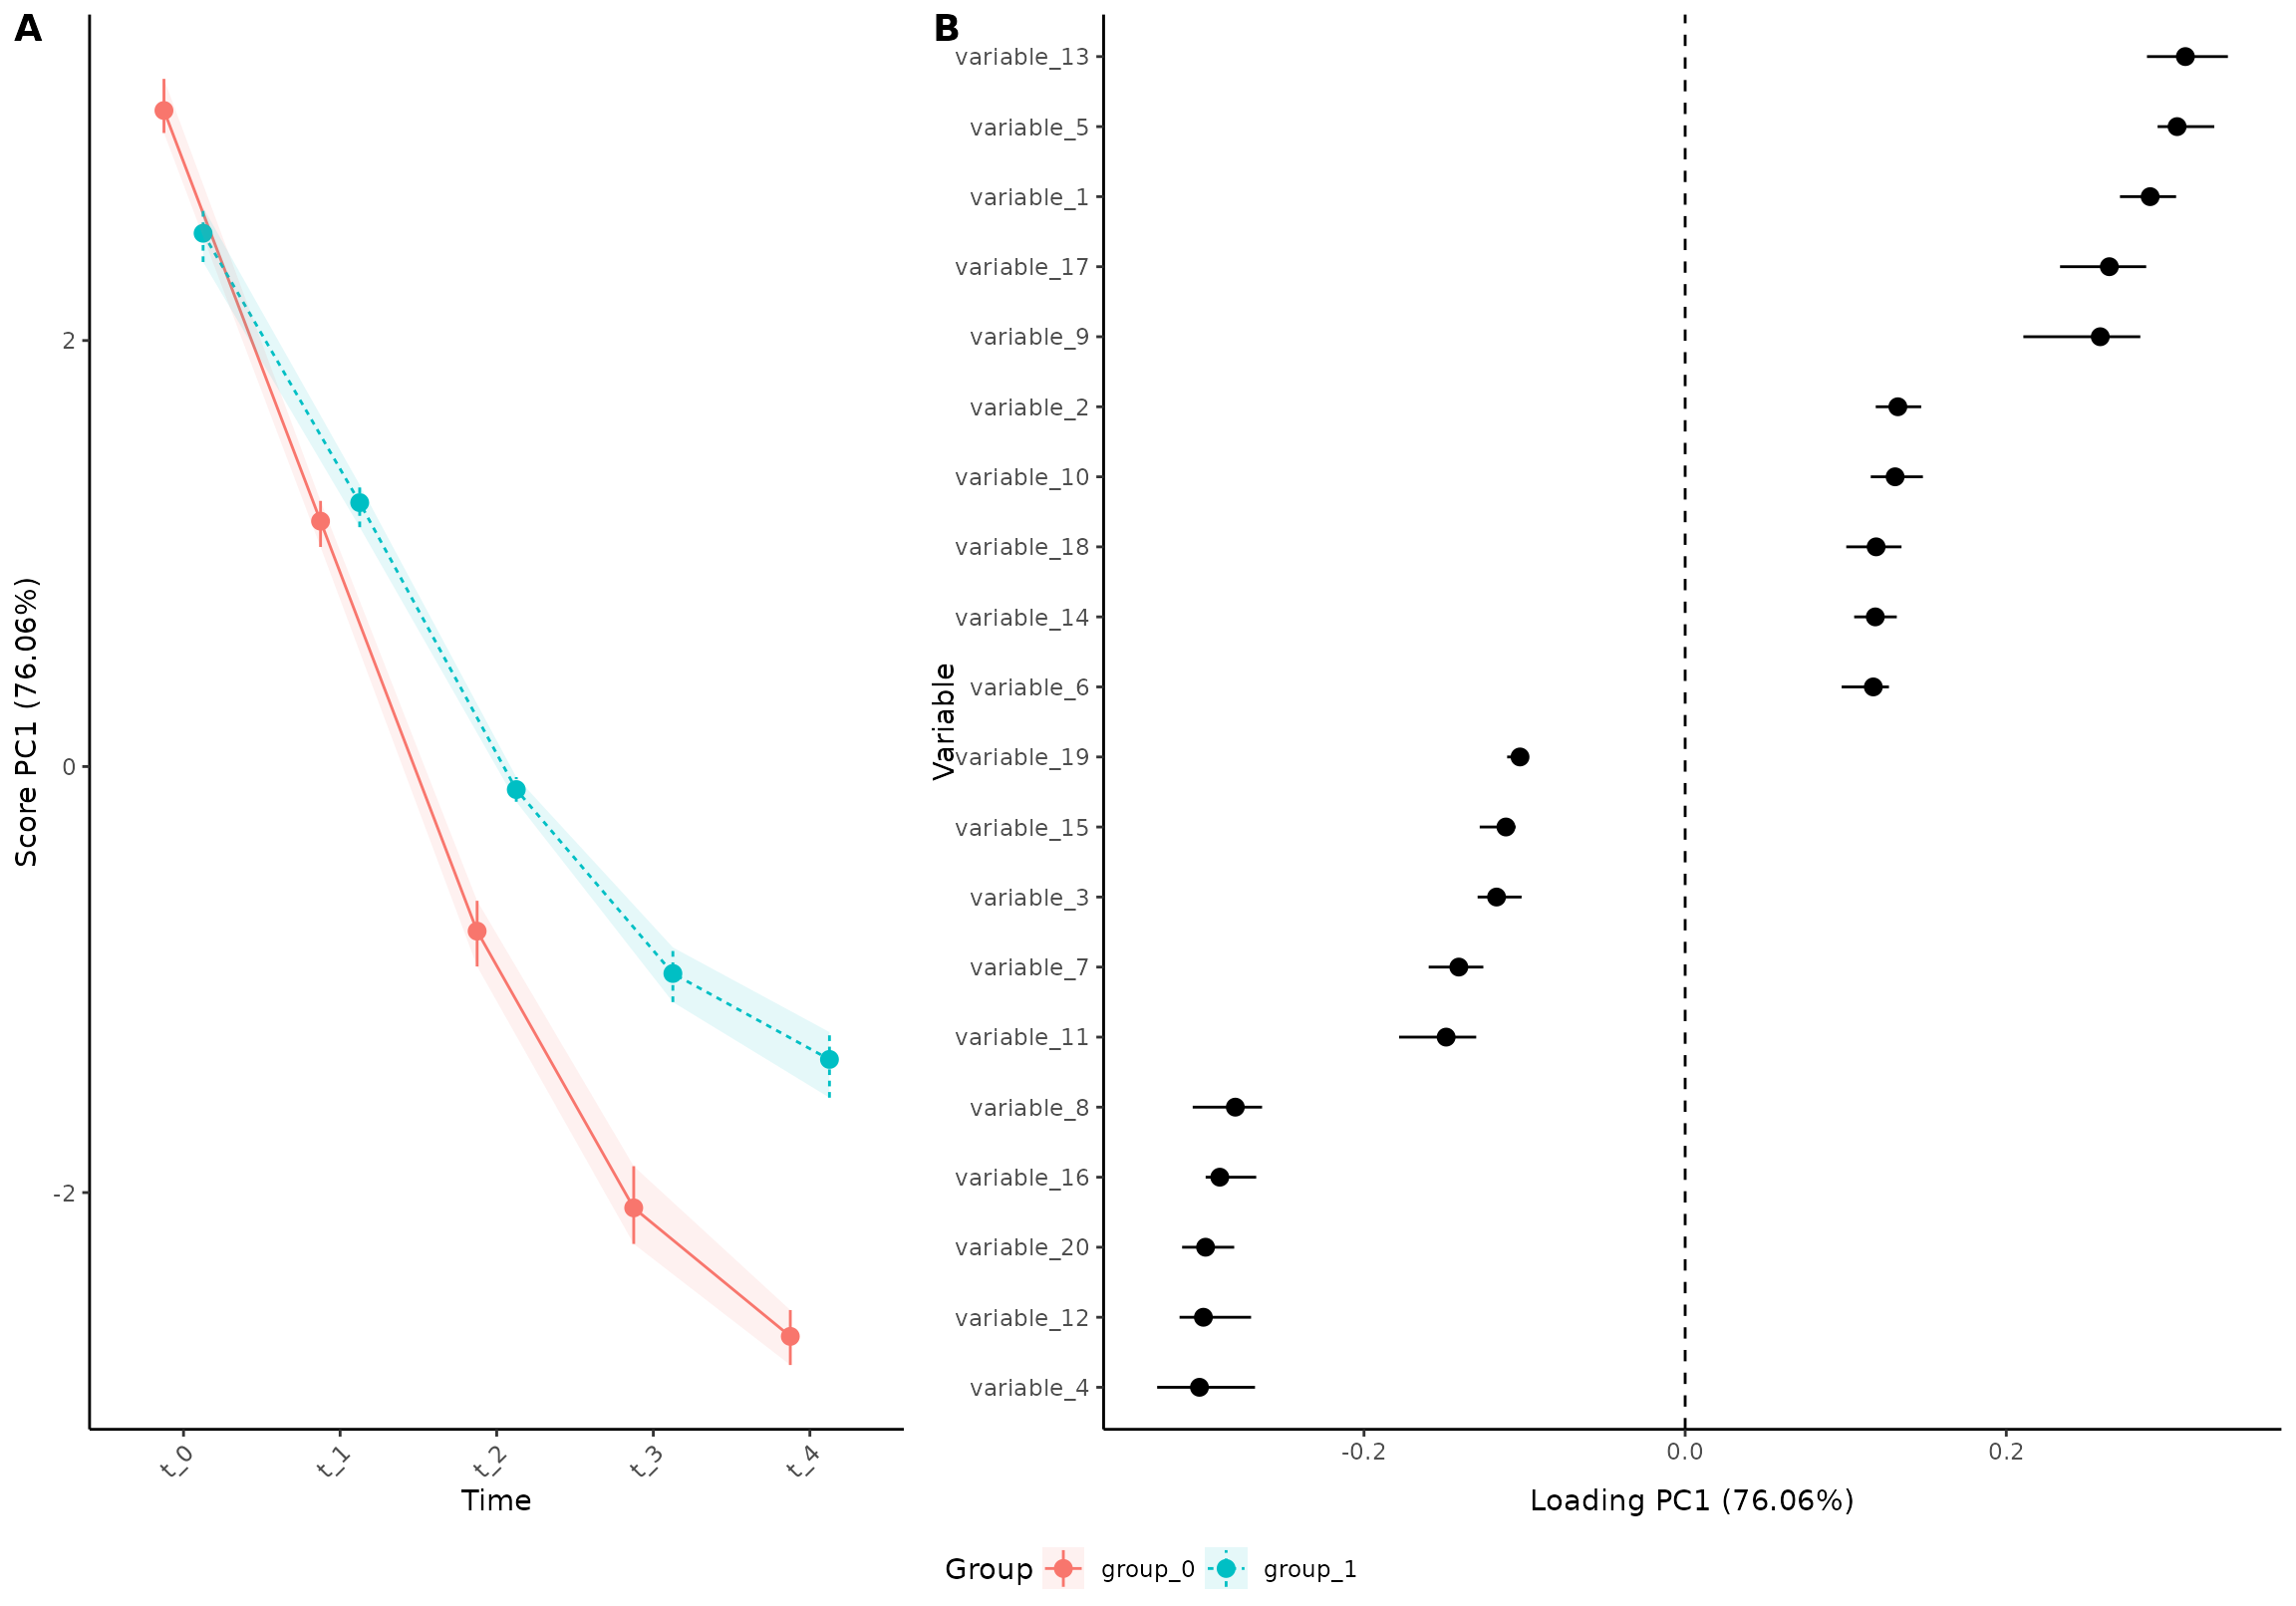 A
Score PC1 (76.06%)
2
0
-2
t_0
t_1
t_2
t_3
t_4
Time
B
Variable
variable_13
variable_5
variable_1
variable_17
variable_9
variable_2
variable_10
variable_18
variable_14
variable_6
variable_19
variable_15
variable_3
variable_7
variable_11
variable_8
variable_16
variable_20
variable_12
variable_4
-0.2
0.0
0.2
Loading PC1 (76.06%)
Group
group_0
group_1